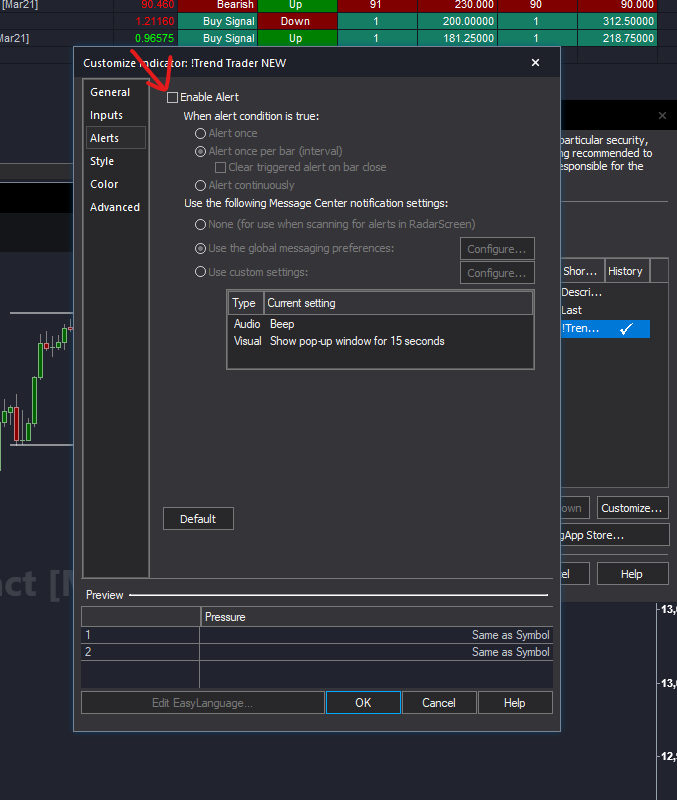 [Mar21] 90.460 Bearish Up 91 230.000 90 90.000
1.21160 Buy Signal Down 1 200.00000 1 312.50000
Mar21] 0.96575 Buy Signal Up 1 181.25000 1 218.75000
Customize Indicator: !Trend Trader NEW
General
Inputs
Alerts
Style
Color
Advanced
Enable Alert
When alert condition is true:
Alert once
Alert once per bar (interval)
Clear triggered alert on bar close
Alert continuously
Use the following Message Center notification settings:
None (for use when scanning for alerts in RadarScreen)
Use the global messaging preferences: Configure...
Use custom settings: Configure...
Type Current setting
Audio Beep
Visual Show pop-up window for 15 seconds
Default
Preview
Pressure
1 Same as Symbol
2 Same as Symbol
Edit EasyLanguage... OK Cancel Help
particular security,
ng recommended to
esponsible for the
Shor... History
Descri...
Last
!Tren...
own Customize...
gApp Store...
cel Help
act [M
13,
13,
12,